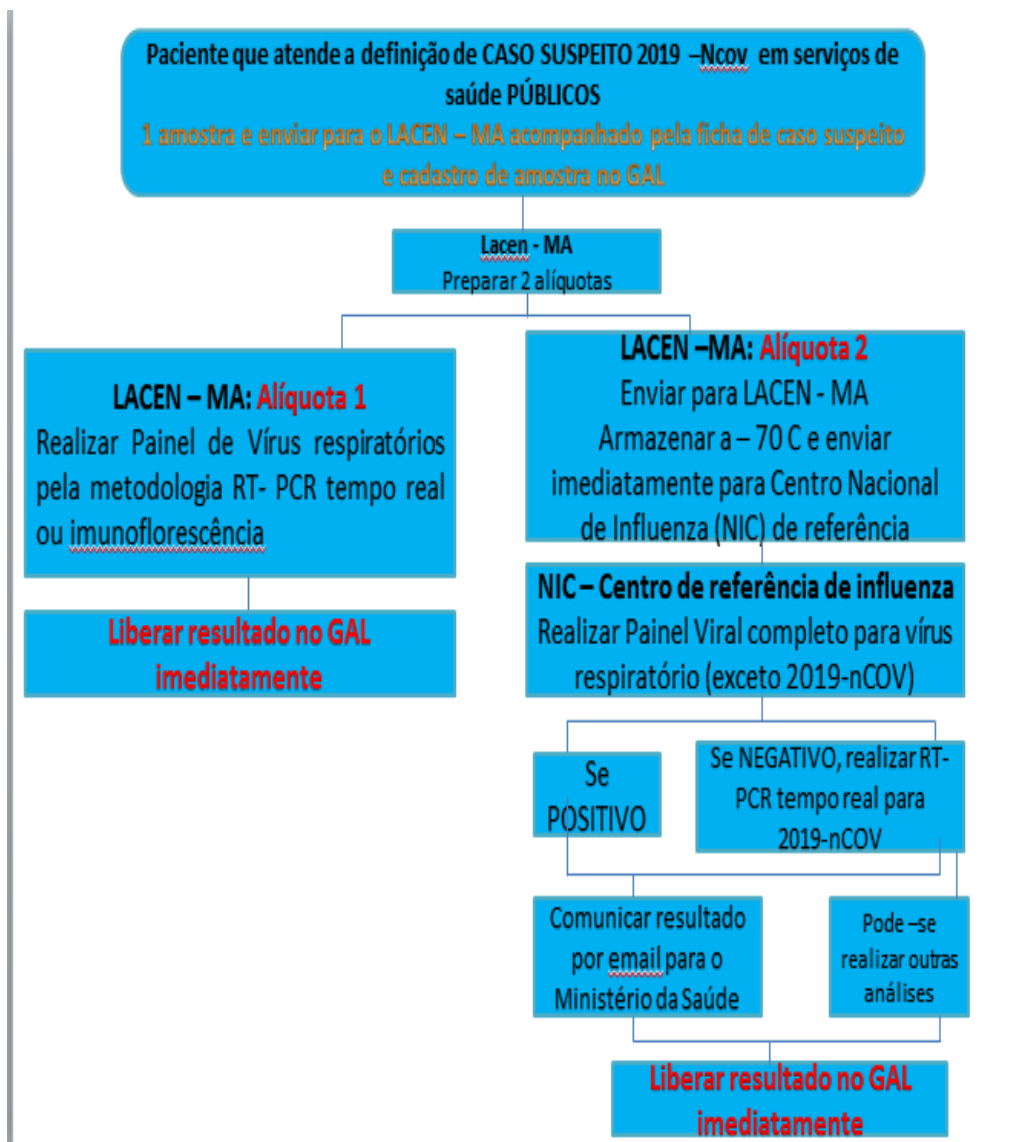 Paciente que atende a definição de CASO SUSPEITO 2019 –Ncov em serviços de
saúde PÚBLICOS
1 amostra e enviar para o LACEN – MA acompanhado pela ficha de caso suspeito
e cadastro de amostra no GAL
Lacen - MA
Preparar 2 alíquotas
LACEN – MA: Alíquota 1
Realizar Painel de Vírus respiratórios
pela metodologia RT- PCR tempo real
ou imunoflorescência
Liberar resultado no GAL
imediatamente
LACEN –MA: Alíquota 2
Enviar para LACEN - MA
Armazenar a – 70 C e enviar
imediatamente para Centro Nacional
de Influenza (NIC) de referência
NIC – Centro de referência de influenza
Realizar Painel Viral completo para vírus
respiratório (exceto 2019-nCOV)
Se
POSITIVO
Se NEGATIVO, realizar RT-
PCR tempo real para
2019-nCOV
Comunicar resultado
por email para o
Ministério da Saúde
Pode –se
realizar outras
análises
Liberar resultado no GAL
imediatamente